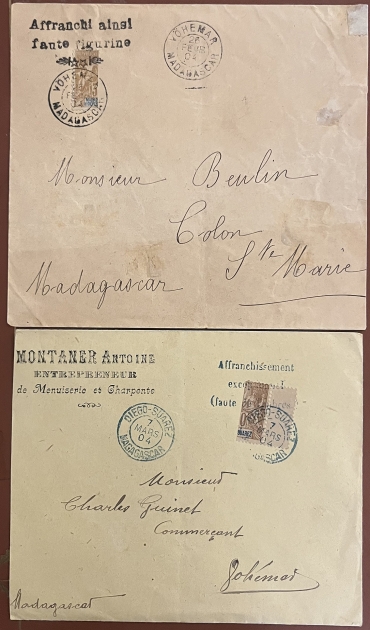 Affranchi ainsi
faute figurine
VOHEMAR
26
FEVR
04
MADAGASCAR
VOHEMAR
MADAGASCAR
Monsieur Beulin
Colon
Ste Marie
Madagascar
MONTANER ANTOINE
ENTREPRENEUR
de Menuiserie et Charpente
Affranchissement
(faute
DIEGO-SUAREZ
7
MARS
04
MADAGASCAR
DIEGO-SUAREZ
7
MARS
04
MADAGASCAR
Monsieur
Charles Guinet
Commerçant
Vohémar
Madagascar